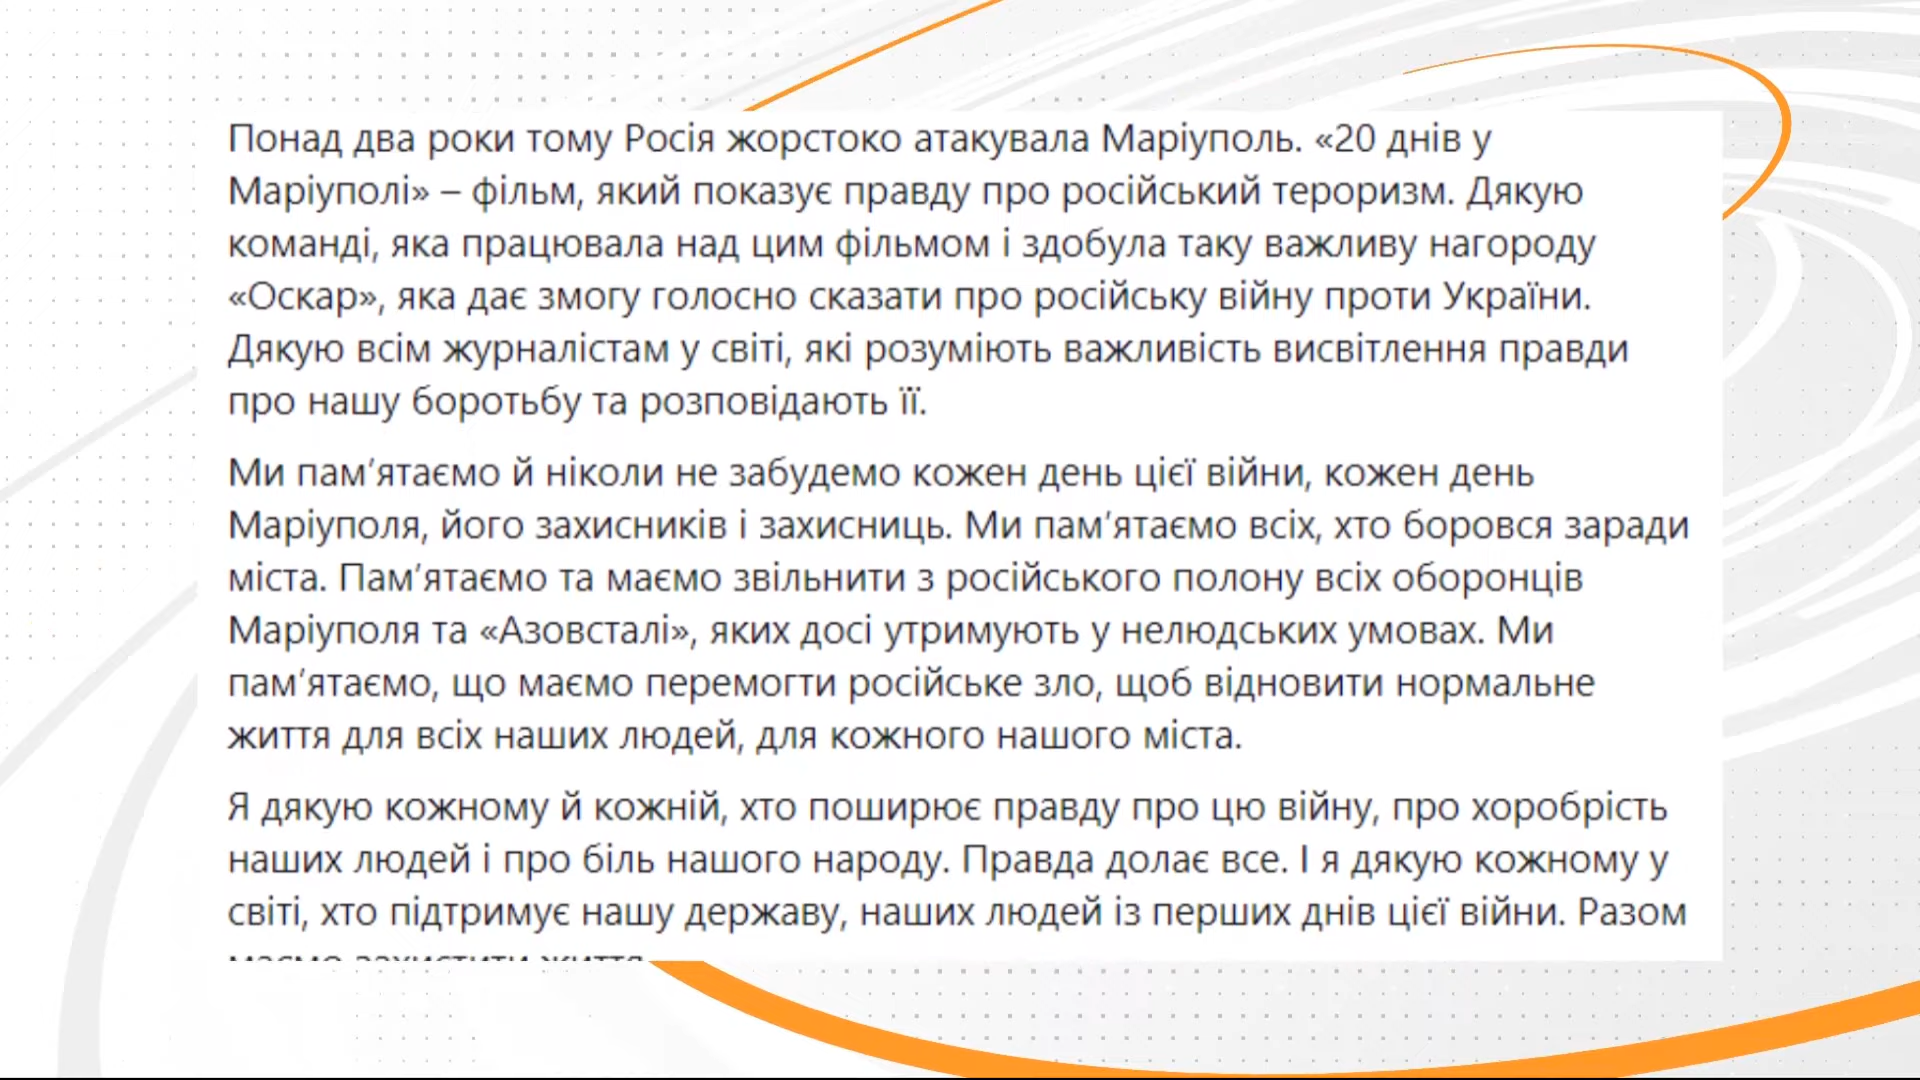 Понад два роки тому Росія жорстоко атакувала Маріуполь. «20 днів у
Маріуполі» – фільм, який показує правду про російський тероризм. Дякую
команді, яка працювала над цим фільмом і здобула таку важливу нагороду
«Оскар», яка дає змогу голосно сказати про російську війну проти України.
Дякую всім журналістам у світі, які розуміють важливість висвітлення правди
про нашу боротьбу та розповідають її.
Ми пам’ятаємо й ніколи не забудемо кожен день цієї війни, кожен день
Маріуполя, його захисників і захисниць. Ми пам’ятаємо всіх, хто боровся заради
міста. Пам’ятаємо та маємо звільнити з російського полону всіх оборонців
Маріуполя та «Азовсталі», яких досі утримують у нелюдських умовах. Ми
пам’ятаємо, що маємо перемогти російське зло, щоб відновити нормальне
життя для всіх наших людей, для кожного нашого міста.
Я дякую кожному й кожній, хто поширює правду про цю війну, про хоробрість
наших людей і про біль нашого народу. Правда долає все. І я дякую кожному у
світі, хто підтримує нашу державу, наших людей із перших днів цієї війни. Разом
маємо захистити життя